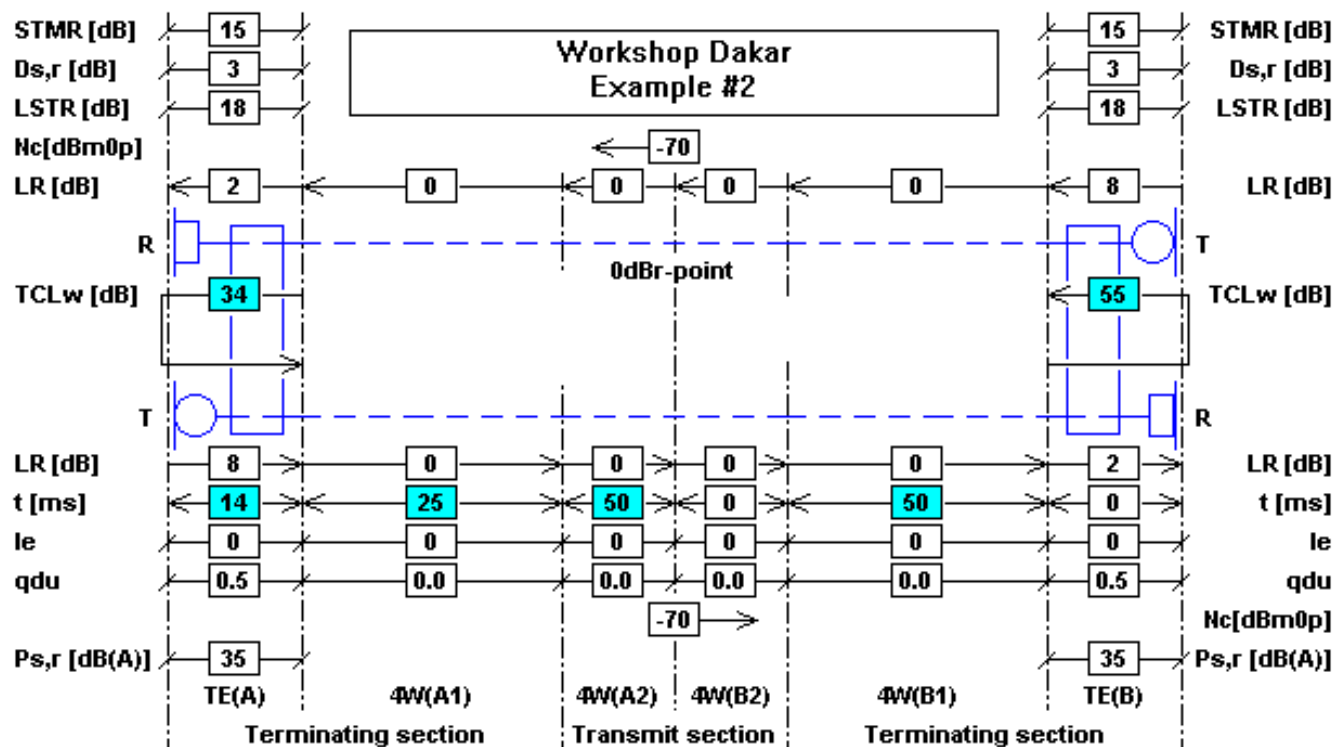 STMR [dB] 15 15 STMR [dB]
Workshop Dakar
Ds,r [dB] 3 3 Ds,r [dB]
Example #2
LSTR [dB] 18 18 LSTR [dB]
Nc[dBm0p] -70
LR [dB] 2 0 0 0 0 8 LR [dB]
R T
0dBr-point
TCLw [dB] 34 55 TCLw [dB]
T R
LR [dB] 8 0 0 0 0 2 LR [dB]
t [ms] 14 25 50 0 50 0 t [ms]
Ie 0 0 0 0 0 0 Ie
qdu 0.5 0.0 0.0 0.0 0.0 0.5 qdu
-70 Nc[dBm0p]
Ps,r [dB(A)] 35 35 Ps,r [dB(A)]
TE(A) 4W(A1) 4W(A2) 4W(B2) 4W(B1) TE(B)
Terminating section Transmit section Terminating section